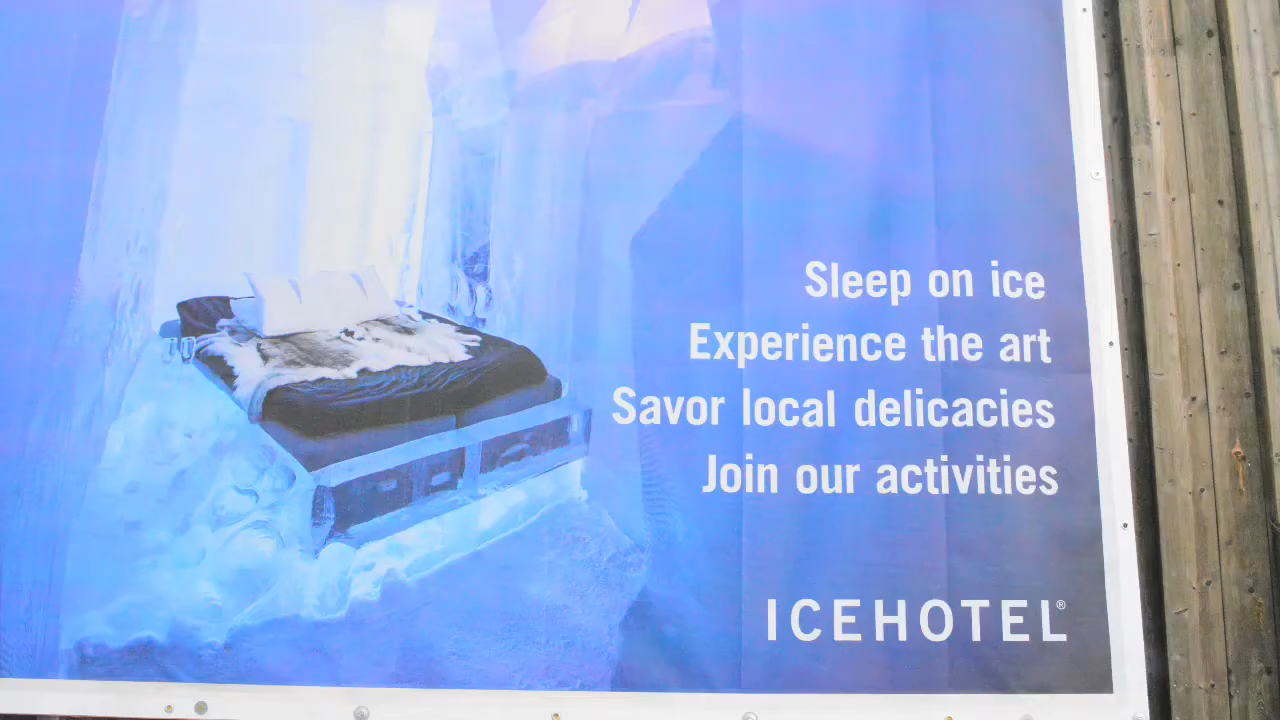 Sleep on ice
Experience the art
Savor local delicacies
Join our activities
ICEHOTEL®